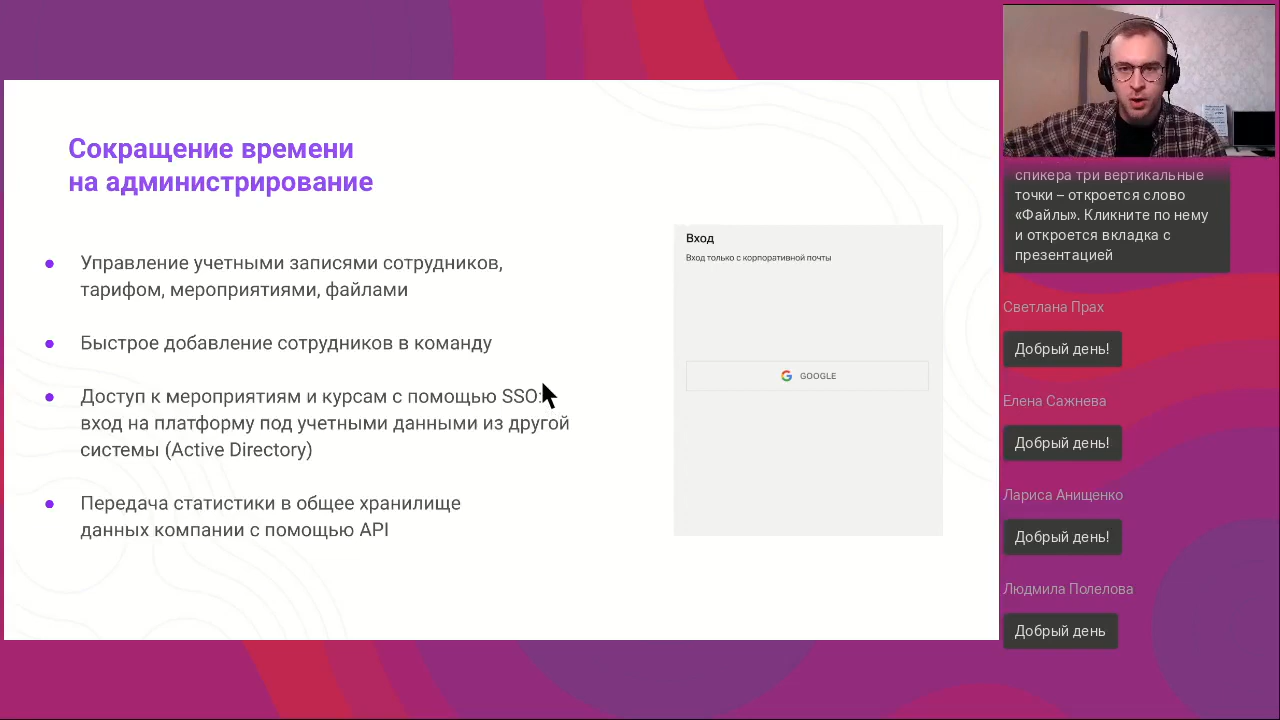 Сокращение времени
на администрирование
Управление учетными записями сотрудников,
тарифом, мероприятиями, файлами
Быстрое добавление сотрудников в команду
Доступ к мероприятиям и курсам с помощью SSO:
вход на платформу под учетными данными из другой
системы (Active Directory)
Передача статистики в общее хранилище
данных компании с помощью API
Вход
Вход только с корпоративной почты
GOOGLE
спикера три вертикальные
точки – откроется слово
«Файлы». Кликните по нему
и откроется вкладка с
презентацией
Светлана Прах
Добрый день!
Елена Сажнева
Добрый день!
Лариса Анищенко
Добрый день!
Людмила Полелова
Добрый день